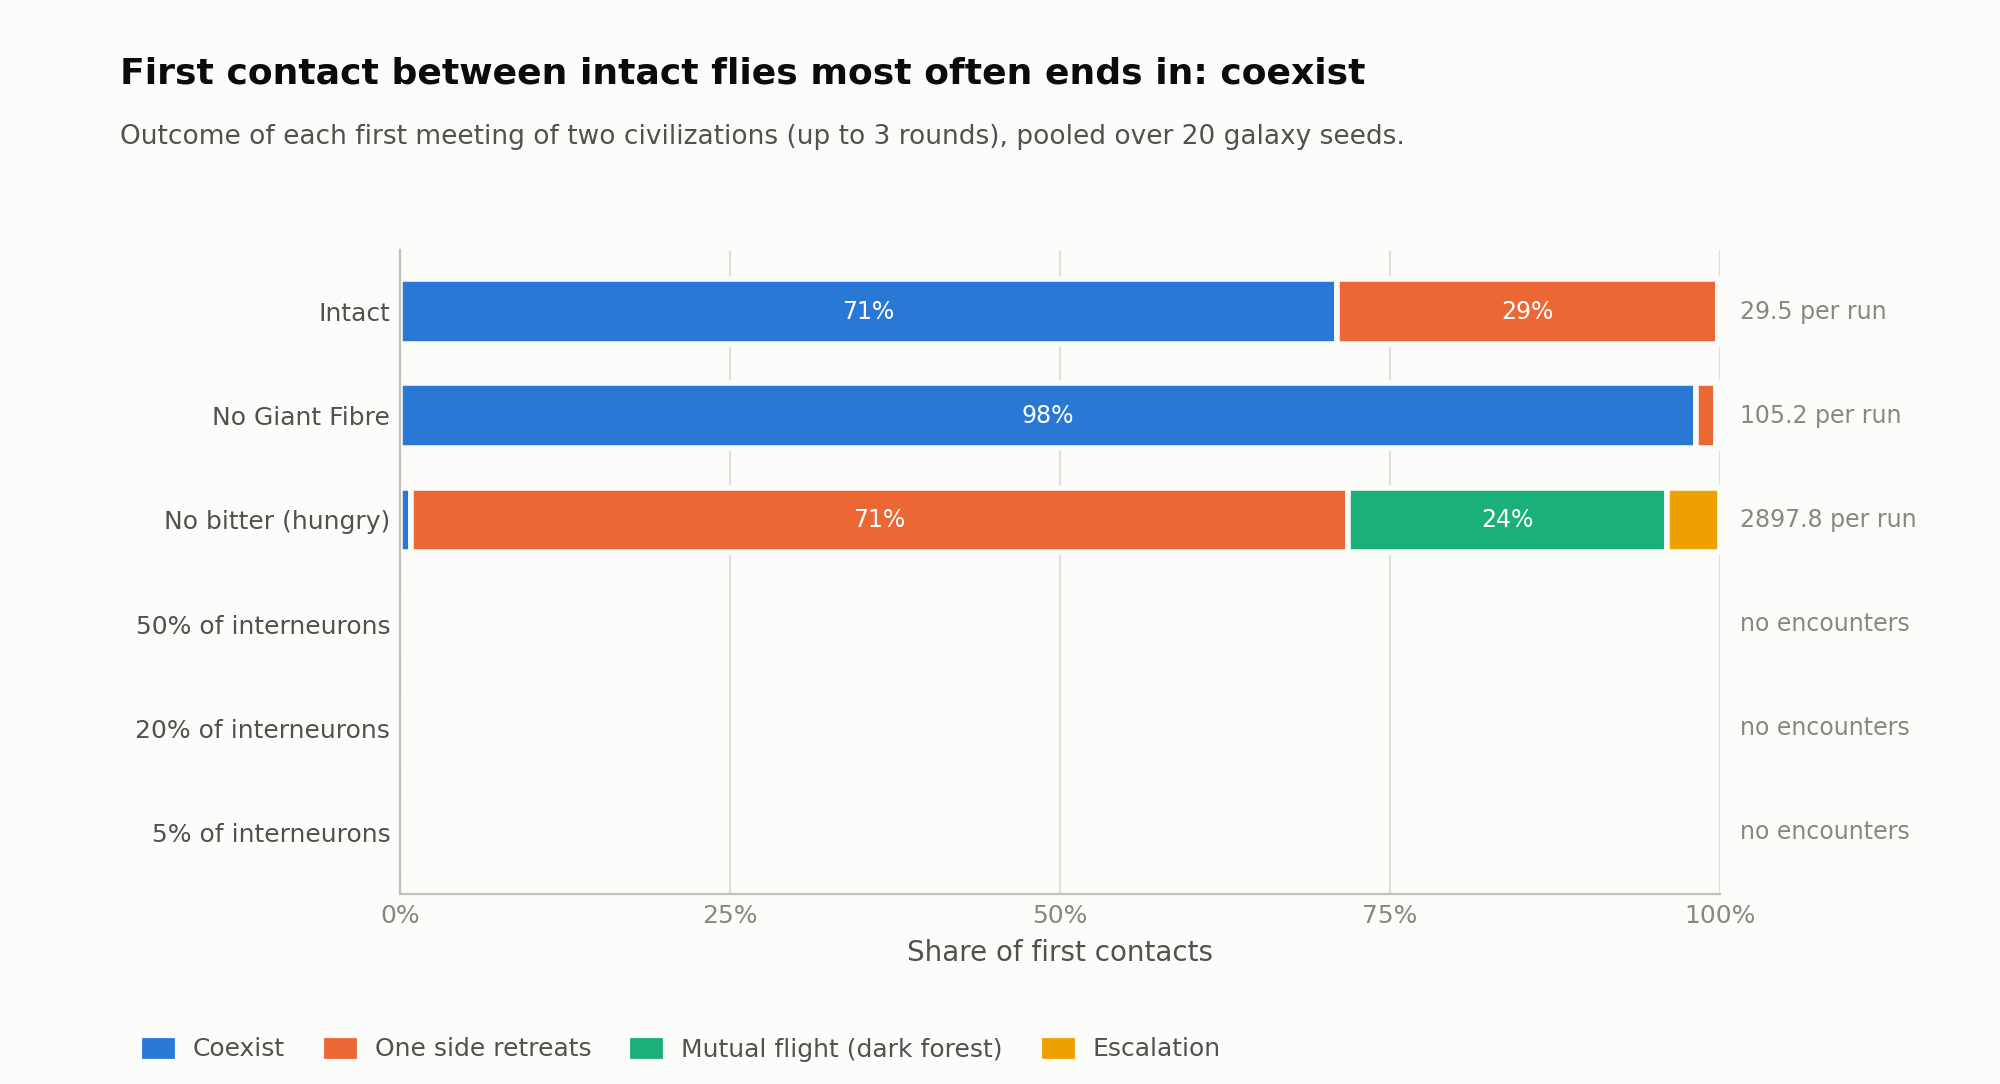 First contact between intact flies most often ends in: coexist
Outcome of each first meeting of two civilizations (up to 3 rounds), pooled over 20 galaxy seeds.
Intact 71% 29% 29.5 per run
No Giant Fibre 98% 105.2 per run
No bitter (hungry) 71% 24% 2897.8 per run
50% of interneurons no encounters
20% of interneurons no encounters
5% of interneurons no encounters
0% 25% 50% 75% 100%
Share of first contacts
Coexist One side retreats Mutual flight (dark forest) Escalation